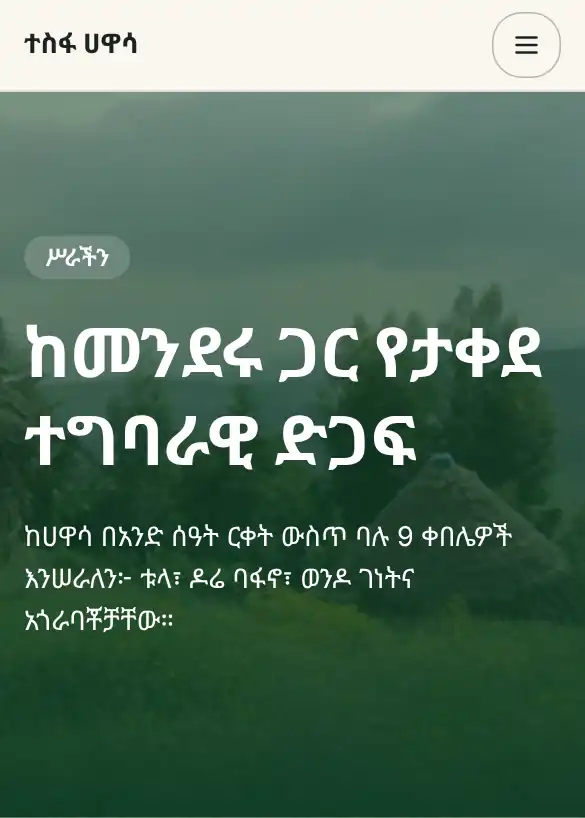 ተስፋ ሀዋሳ
ሥራችን
ከመንደሩ ጋር የታቀደ
ተግባራዊ ድጋፍ
ከሀዋሳ በአንድ ሰዓት ርቀት ውስጥ ባሉ 9 ቀበሌዎች
እንሠራለን፦ ቱላ፣ ዶሬ ባፋኖ፣ ወንዶ ገነትና
አጎራባቾቻቸው።